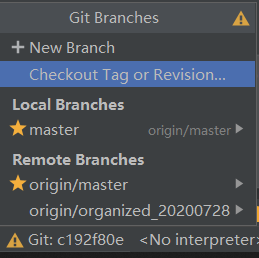 Git Branches
New Branch
Checkout Tag or Revision...
Local Branches
master origin/master
Remote Branches
origin/master
origin/organized_20200728
Git: c192f80e <No interpreter>